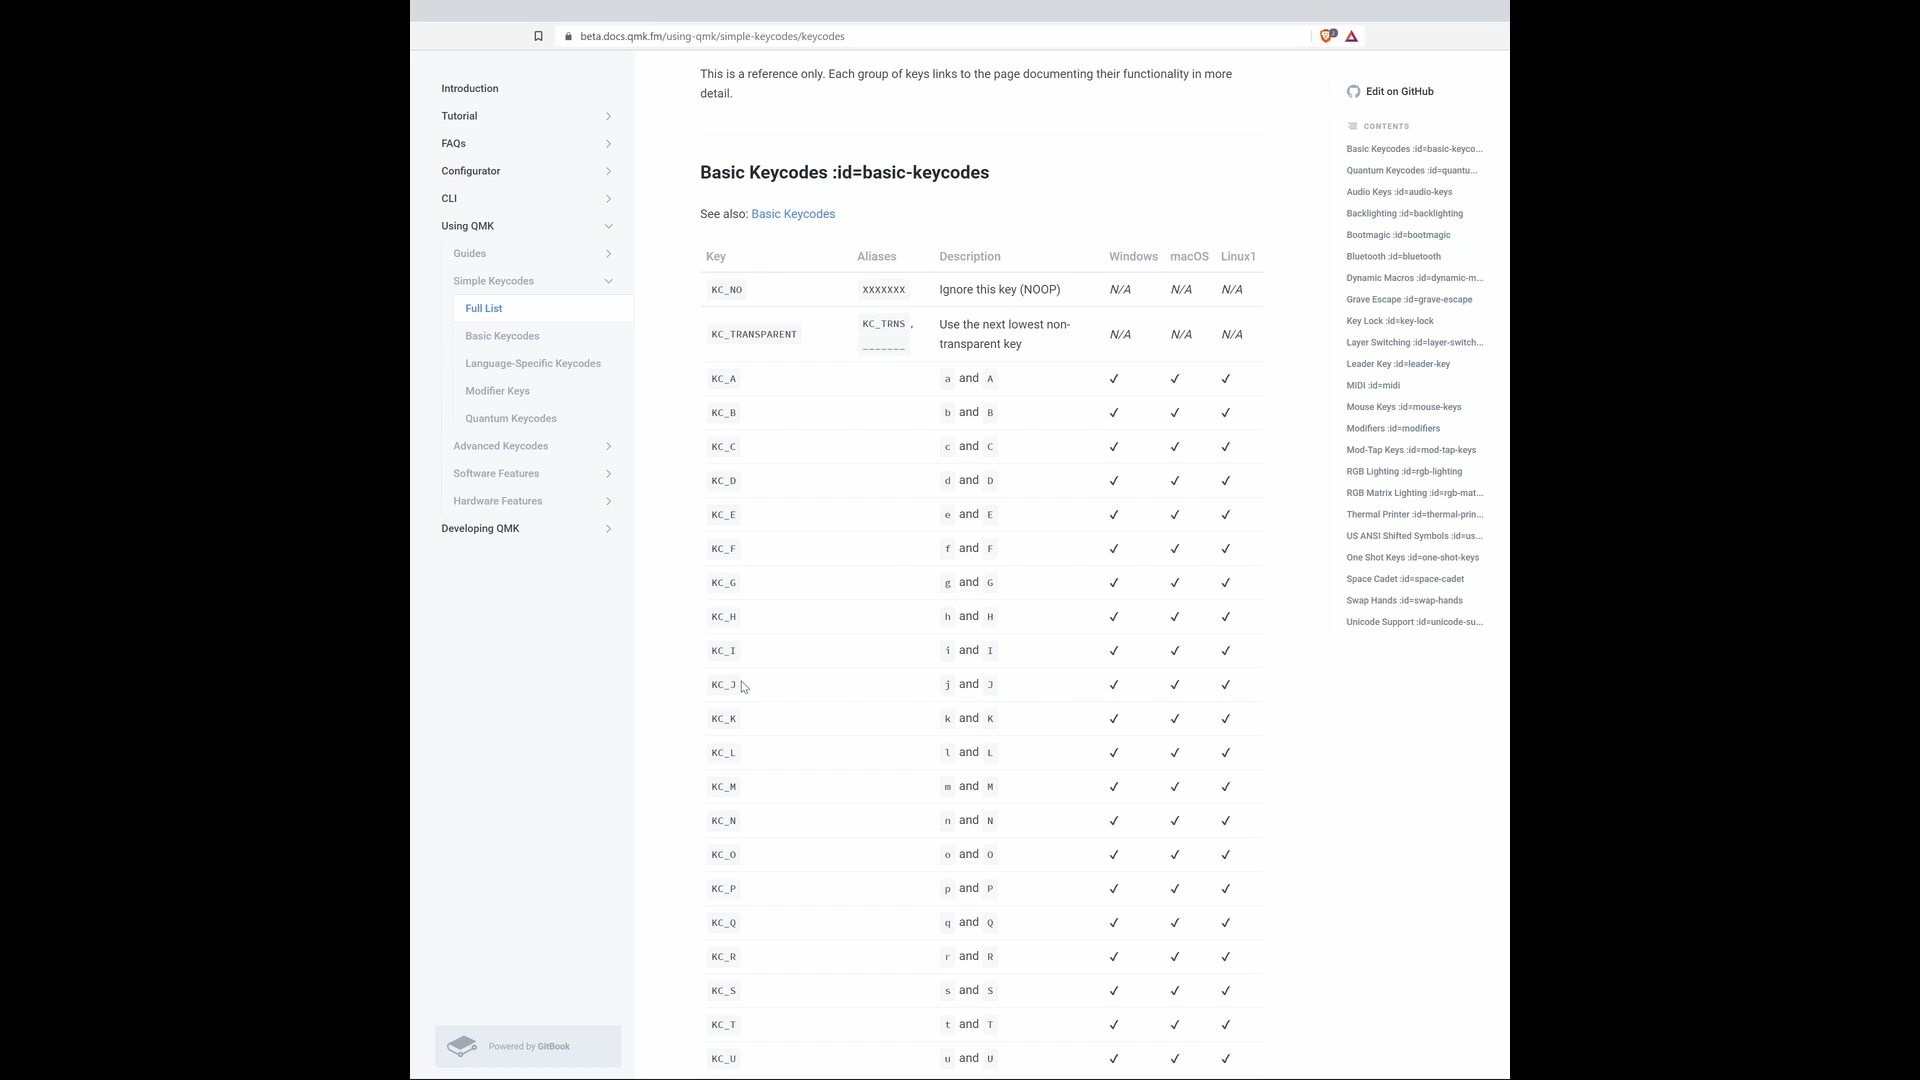 beta.docs.qmk.fm/using-qmk/simple-keycodes/keycodes
Introduction
Tutorial
FAQs
Configurator
CLI
Using QMK
Guides
Simple Keycodes
Full List
Basic Keycodes
Language-Specific Keycodes
Modifier Keys
Quantum Keycodes
Advanced Keycodes
Software Features
Hardware Features
Developing QMK
Powered by GitBook
This is a reference only. Each group of keys links to the page documenting their functionality in more
detail.
Basic Keycodes :id=basic-keycodes
See also: Basic Keycodes
Key Aliases Description Windows macOS Linux1
KC_NO XXXXXXX Ignore this key (NOOP) N/A N/A N/A
KC_TRANSPARENT KC_TRNS , _______ Use the next lowest non-
transparent key N/A N/A N/A
KC_A a and A ✓ ✓ ✓
KC_B b and B ✓ ✓ ✓
KC_C c and C ✓ ✓ ✓
KC_D d and D ✓ ✓ ✓
KC_E e and E ✓ ✓ ✓
KC_F f and F ✓ ✓ ✓
KC_G g and G ✓ ✓ ✓
KC_H h and H ✓ ✓ ✓
KC_I i and I ✓ ✓ ✓
KC_J j and J ✓ ✓ ✓
KC_K k and K ✓ ✓ ✓
KC_L l and L ✓ ✓ ✓
KC_M m and M ✓ ✓ ✓
KC_N n and N ✓ ✓ ✓
KC_O o and O ✓ ✓ ✓
KC_P p and P ✓ ✓ ✓
KC_Q q and Q ✓ ✓ ✓
KC_R r and R ✓ ✓ ✓
KC_S s and S ✓ ✓ ✓
KC_T t and T ✓ ✓ ✓
KC_U u and U ✓ ✓ ✓
Edit on GitHub
CONTENTS
Basic Keycodes :id=basic-keyco...
Quantum Keycodes :id=quantu...
Audio Keys :id=audio-keys
Backlighting :id=backlighting
Bootmagic :id=bootmagic
Bluetooth :id=bluetooth
Dynamic Macros :id=dynamic-m...
Grave Escape :id=grave-escape
Key Lock :id=key-lock
Layer Switching :id=layer-switch...
Leader Key :id=leader-key
MIDI :id=midi
Mouse Keys :id=mouse-keys
Modifiers :id=modifiers
Mod-Tap Keys :id=mod-tap-keys
RGB Lighting :id=rgb-lighting
RGB Matrix Lighting :id=rgb-mat...
Thermal Printer :id=thermal-prin...
US ANSI Shifted Symbols :id=us...
One Shot Keys :id=one-shot-keys
Space Cadet :id=space-cadet
Swap Hands :id=swap-hands
Unicode Support :id=unicode-su...